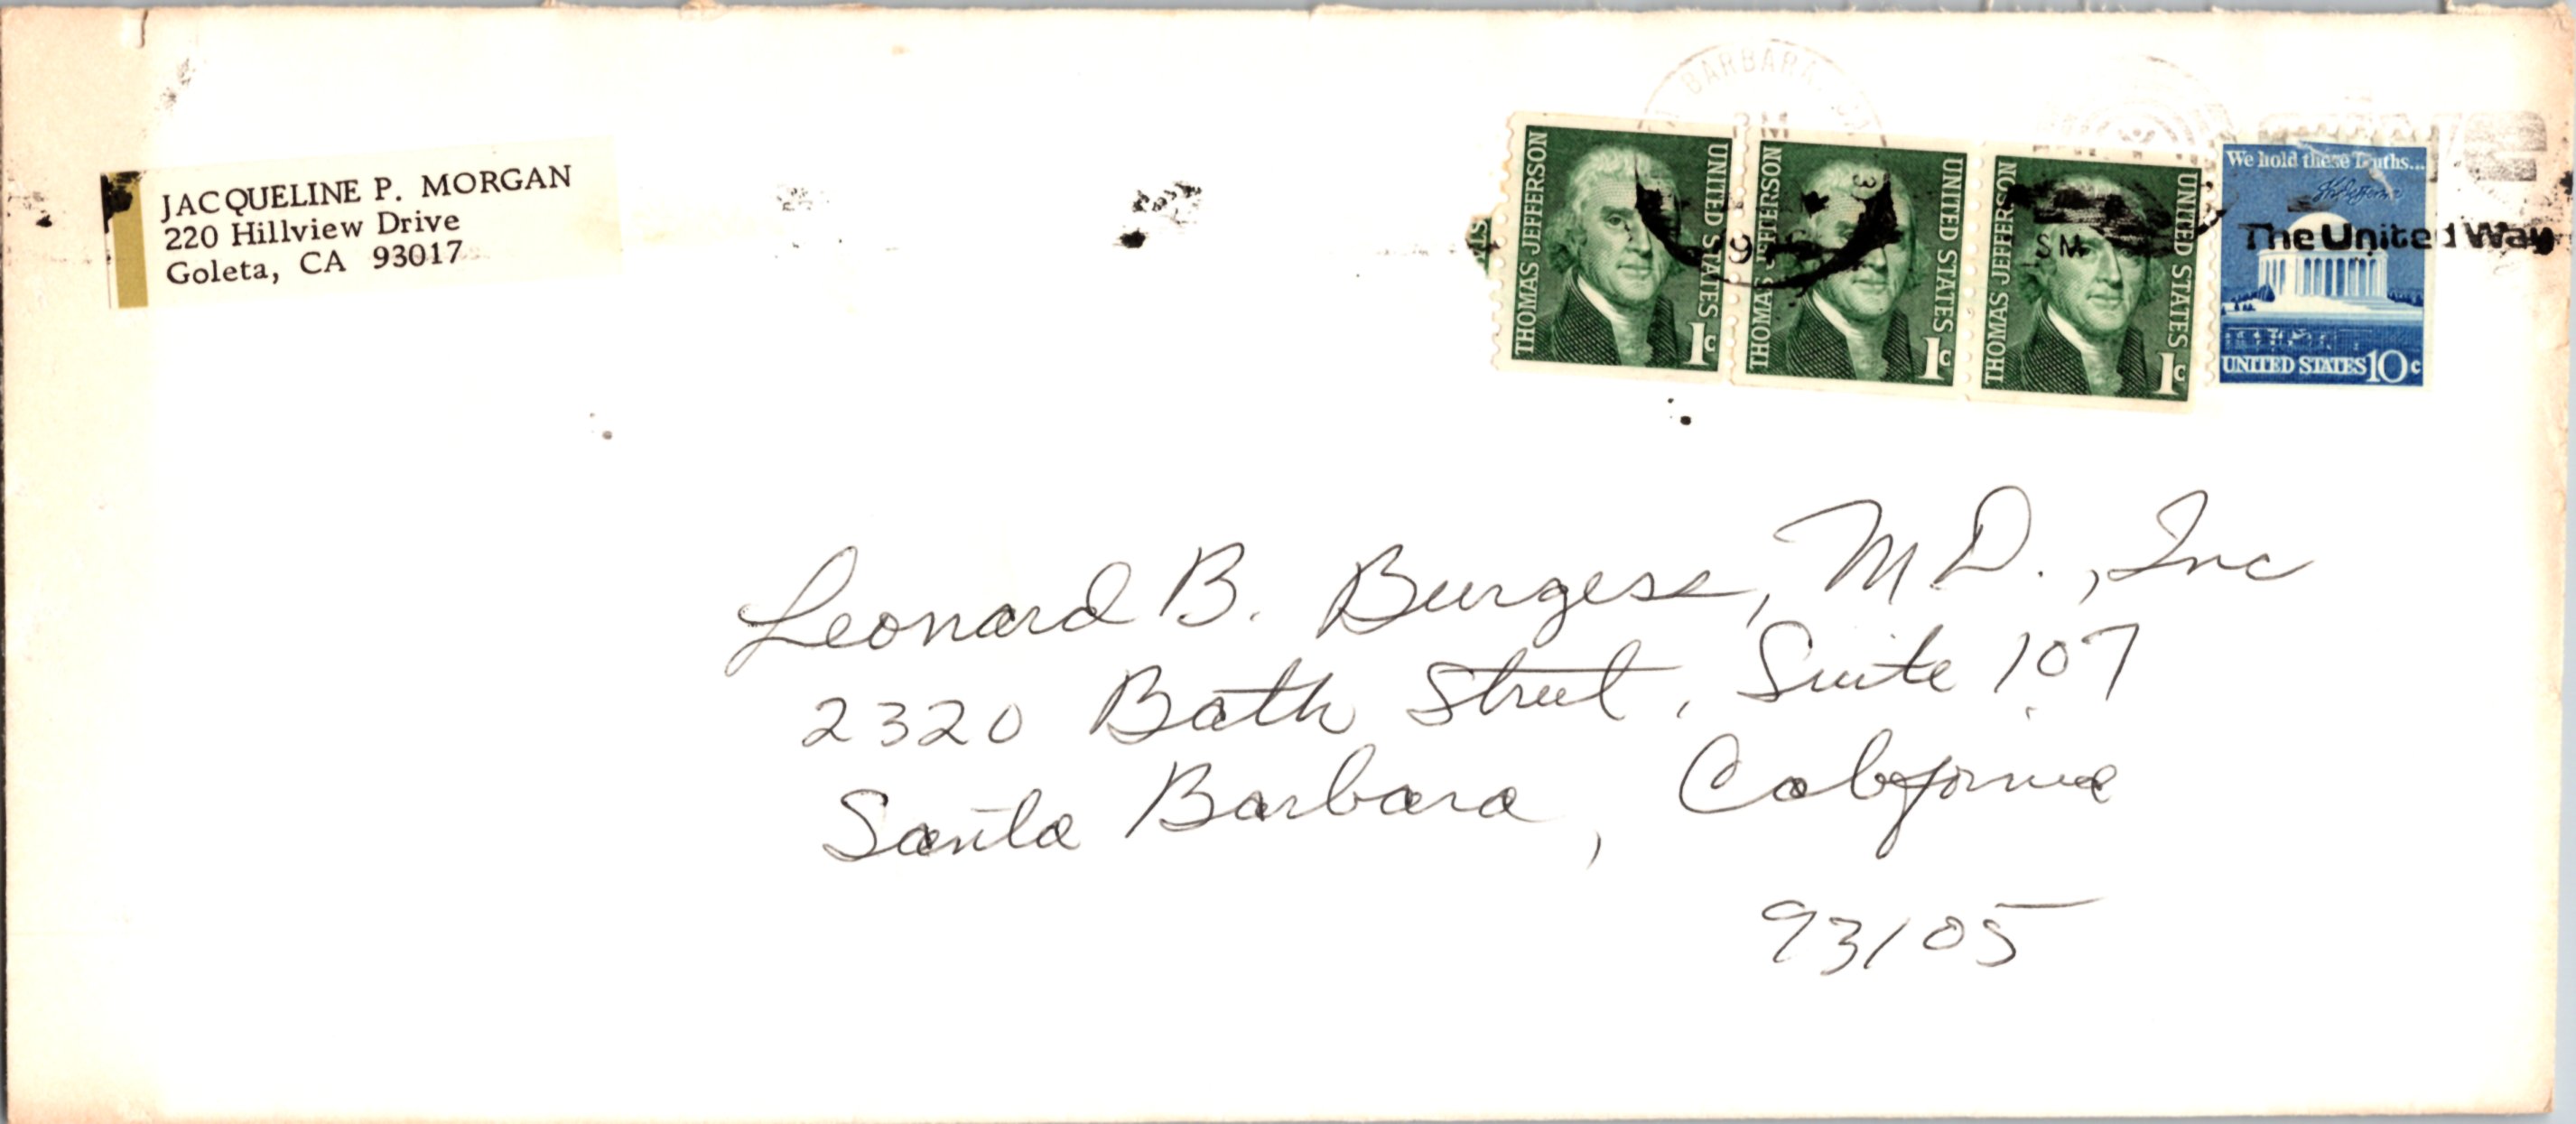 JACQUELINE P. MORGAN
220 Hillview Drive
Goleta, CA 93017
BARBARA
PM
THOMAS JEFFERSON
UNITED STATES
1c
THOMAS JEFFERSON
UNITED STATES
1c
THOMAS JEFFERSON
UNITED STATES
1c
We hold these Truths...
UNITED STATES 10c
The United Way
Leonard B. Burgess, M.D., Inc
2320 Bath Street, Suite 107
Santa Barbara, California
93105